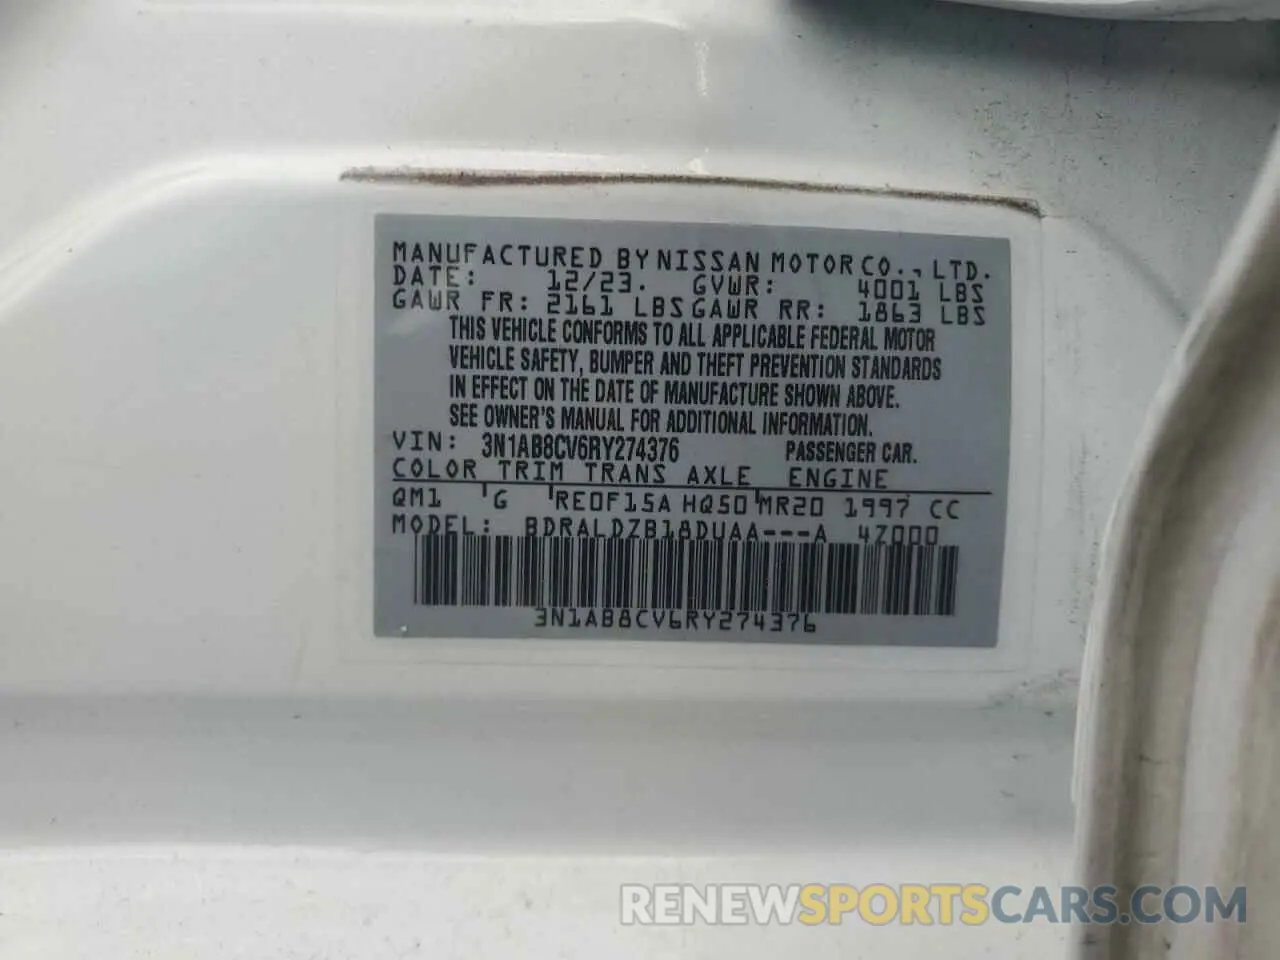 MANUFACTURED BY NISSAN MOTOR CO., LTD.
DATE: 12/23. GVWR: 4001 LBS
GAWR FR: 2161 LBS GAWR RR: 1863 LBS
THIS VEHICLE CONFORMS TO ALL APPLICABLE FEDERAL MOTOR
VEHICLE SAFETY, BUMPER AND THEFT PREVENTION STANDARDS
IN EFFECT ON THE DATE OF MANUFACTURE SHOWN ABOVE.
SEE OWNER'S MANUAL FOR ADDITIONAL INFORMATION.
VIN: 3N1AB8CV6RY274376 PASSENGER CAR.
COLOR TRIM TRANS AXLE ENGINE
QM1 G RE0F15A HQ50 MR20 1997 CC
MODEL: BDRALDZB18DUAA---A 4Z000
3N1AB8CV6RY274376
RENEWSPORTSCARS.COM